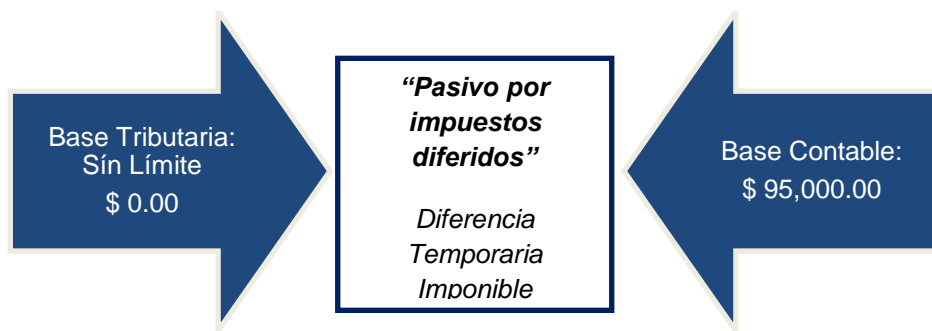 Base Tributaria:
Sín Límite
$ 0.00
“Pasivo por
impuestos
diferidos”
Diferencia
Temporaria
Imponible
Base Contable:
$ 95,000.00